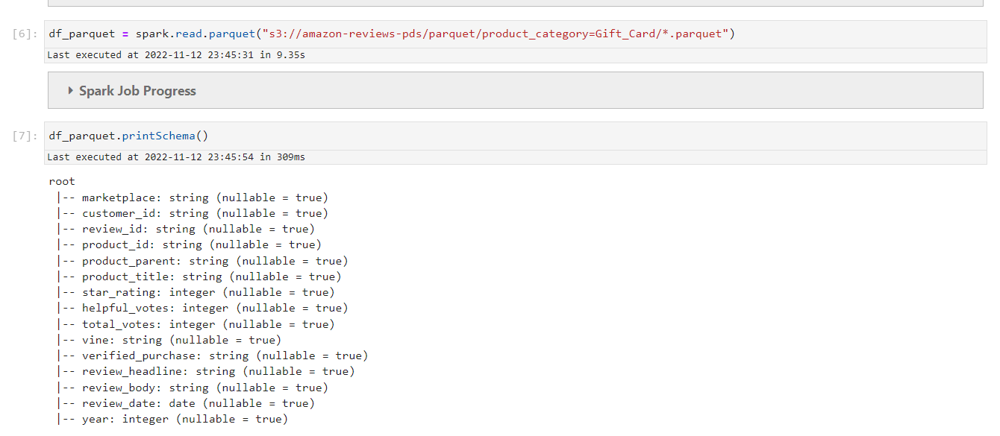 [6]: df_parquet = spark.read.parquet("s3://amazon-reviews-pds/parquet/product_category=Gift_Card/*.parquet")
Last executed at 2022-11-12 23:45:31 in 9.35s
Spark Job Progress
[7]: df_parquet.printSchema()
Last executed at 2022-11-12 23:45:54 in 309ms
root
 |-- marketplace: string (nullable = true)
 |-- customer_id: string (nullable = true)
 |-- review_id: string (nullable = true)
 |-- product_id: string (nullable = true)
 |-- product_parent: string (nullable = true)
 |-- product_title: string (nullable = true)
 |-- star_rating: integer (nullable = true)
 |-- helpful_votes: integer (nullable = true)
 |-- total_votes: integer (nullable = true)
 |-- vine: string (nullable = true)
 |-- verified_purchase: string (nullable = true)
 |-- review_headline: string (nullable = true)
 |-- review_body: string (nullable = true)
 |-- review_date: date (nullable = true)
 |-- year: integer (nullable = true)